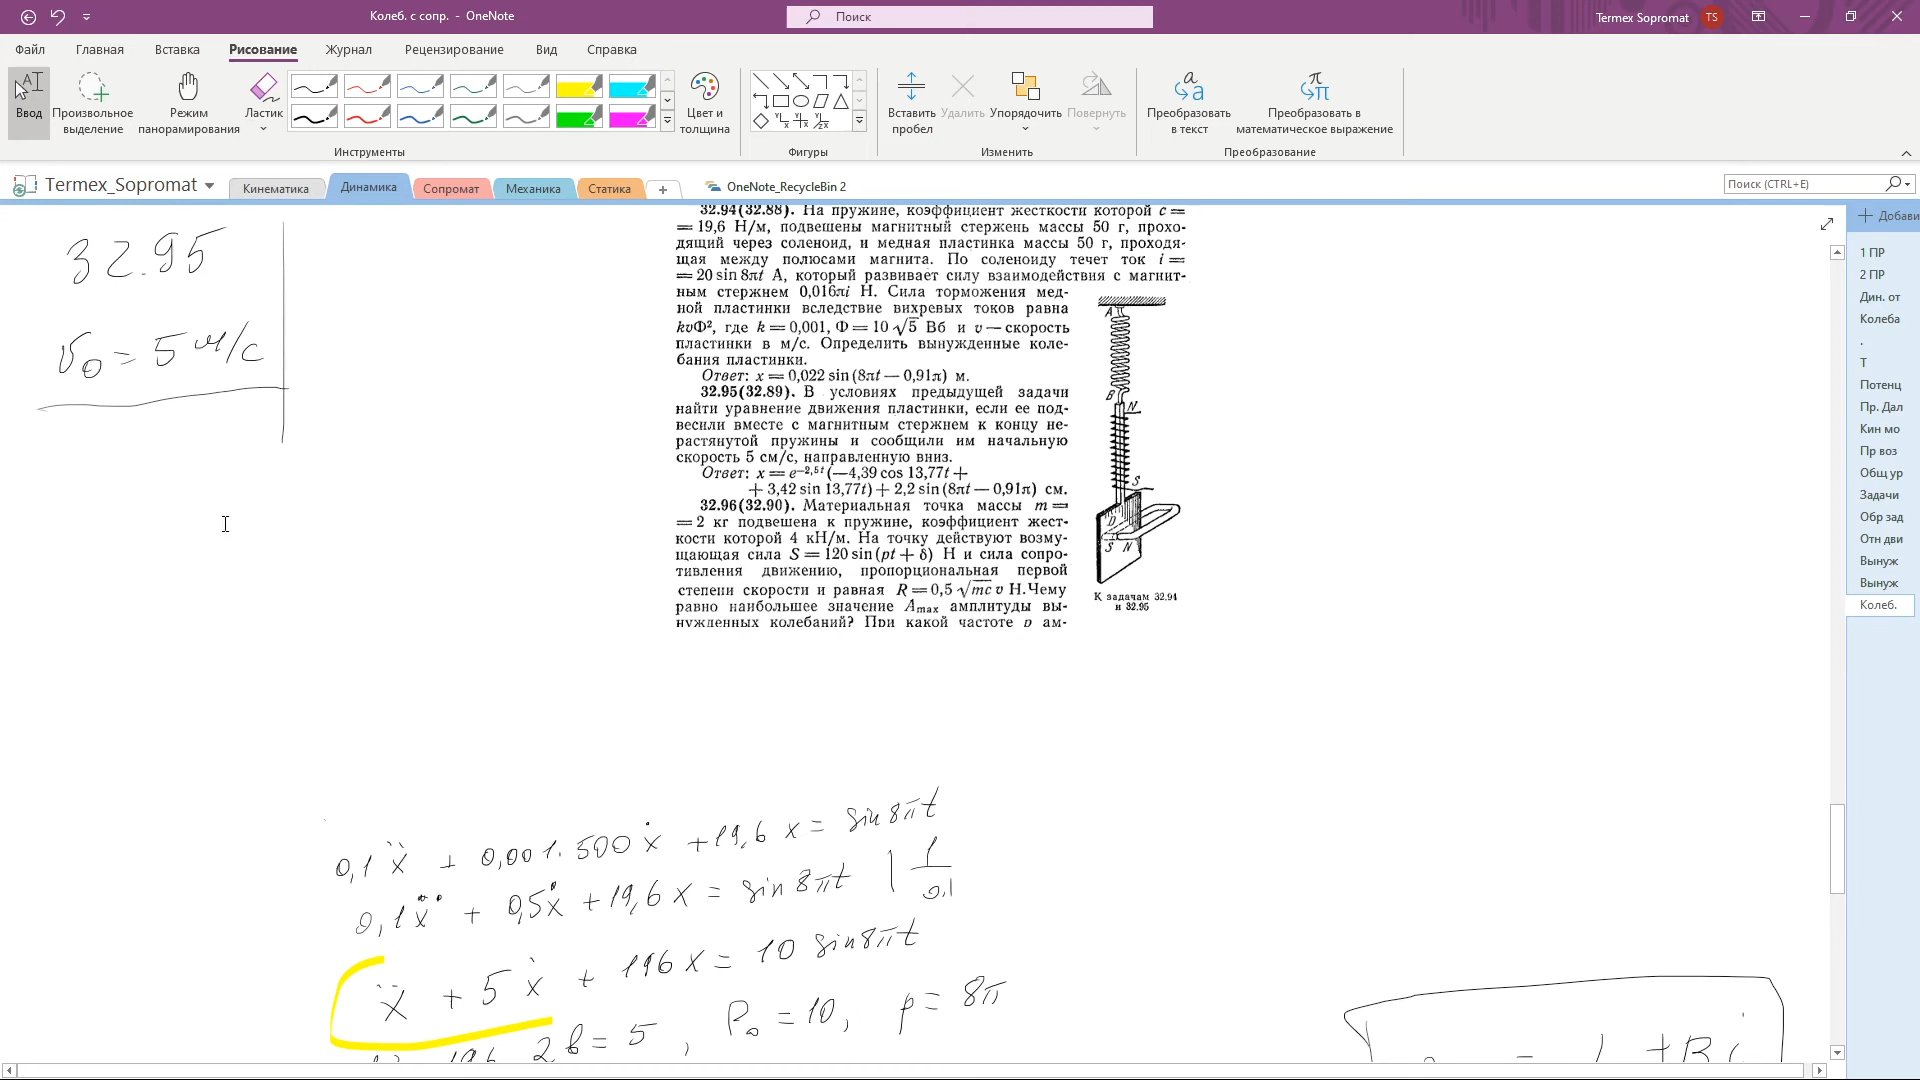 Колеб. с сопр. - OneNote
Поиск
Termex Sopromat
TS
Файл
Главная
Вставка
Рисование
Журнал
Рецензирование
Вид
Справка
Ввод
Произвольное выделение
Режим панорамирования
Ластик
Цвет и толщина
Вставить пробел
Удалить
Упорядочить
Повернуть
Преобразовать в текст
Преобразовать в математическое выражение
Инструменты
Фигуры
Изменить
Преобразование
Termex_Sopromat
Кинематика
Динамика
Сопромат
Механика
Статика
OneNote_RecycleBin 2
Поиск (CTRL+E)
Добави
1 ПР
2 ПР
Дин. от
Колеба
.
Т
Потенц
Пр. Дал
Кин мо
Пр воз
Общ ур
Задачи
Обр зад
Отн дви
Вынуж
Вынуж
Колеб.
32.95
υ₀ = 5 м/с
32.94(32.88). На пружине, коэффициент жесткости которой c =
= 19,6 Н/м, подвешены магнитный стержень массы 50 г, прохо-
дящий через соленоид, и медная пластинка массы 50 г, проходя-
щая между полюсами магнита. По соленоиду течет ток i =
= 20 sin 8πt А, который развивает силу взаимодействия с магнит-
ным стержнем 0,016πi Н. Сила торможения мед-
ной пластинки вследствие вихревых токов равна
kvΦ², где k = 0,001, Φ = 10 √5 Вб и v — скорость
пластинки в м/с. Определить вынужденные коле-
бания пластинки.
Ответ: x = 0,022 sin (8πt — 0,91π) м.
32.95(32.89). В условиях предыдущей задачи
найти уравнение движения пластинки, если ее под-
весили вместе с магнитным стержнем к концу не-
растянутой пружины и сообщили им начальную
скорость 5 см/с, направленную вниз.
Ответ: x = e⁻²,⁵ᵗ (—4,39 cos 13,77t +
+ 3,42 sin 13,77t) + 2,2 sin (8πt — 0,91π) см.
32.96(32.90). Материальная точка массы m =
= 2 кг подвешена к пружине, коэффициент жест-
кости которой 4 кН/м. На точку действуют возму-
щающая сила S = 120 sin (pt + δ) Н и сила сопро-
тивления движению, пропорциональная первой
степени скорости и равная R = 0,5 √mc v Н. Чему
равно наибольшее значение Amax амплитуды вы-
нужденных колебаний? При какой частоте p ам-
A
B
N
S
D
S N
К задачам 32.94
и 32.95
0,1 ẍ + 0,001·500 ẋ + 19,6 x = sin 8πt
0,1 ẍ + 0,5ẋ + 19,6 x = sin 8πt | 1/0,1
ẍ + 5 ẋ + 196 x = 10 sin 8πt
2b = 5, P₀ = 10, p = 8π